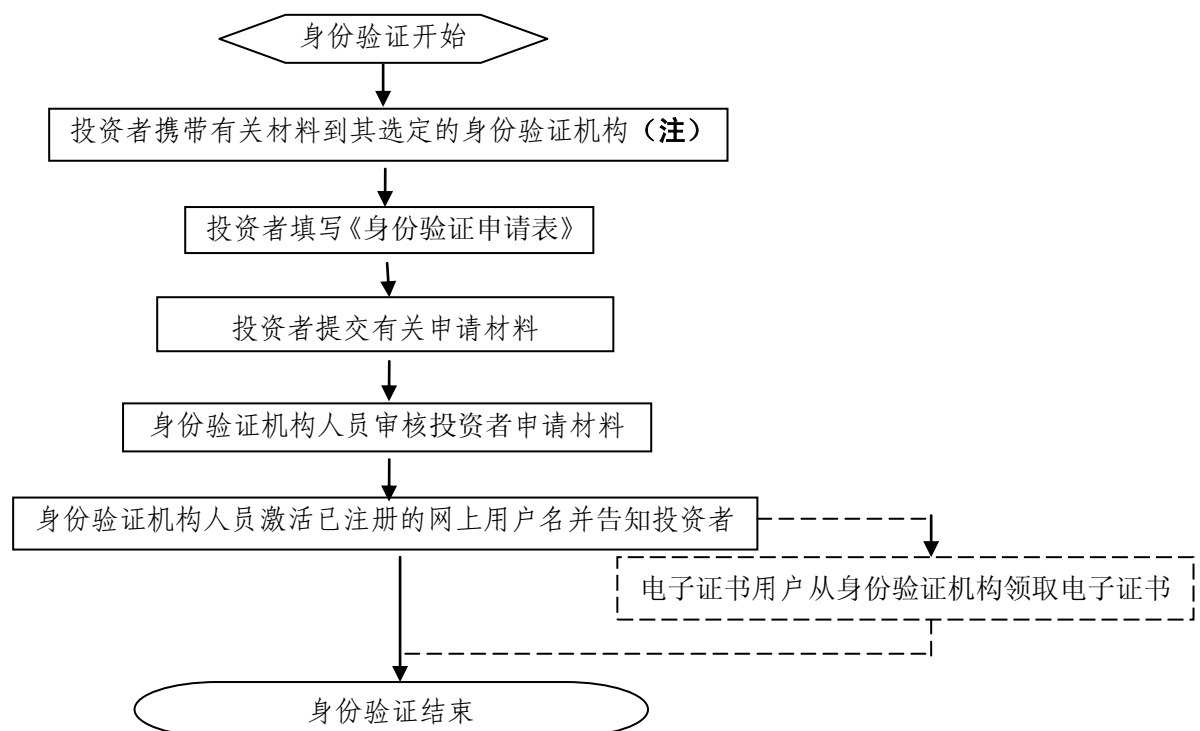 身份验证开始
投资者携带有关材料到其选定的身份验证机构（注）
投资者填写《身份验证申请表》
投资者提交有关申请材料
身份验证机构人员审核投资者申请材料
身份验证机构人员激活已注册的网上用户名并告知投资者
电子证书用户从身份验证机构领取电子证书
身份验证结束